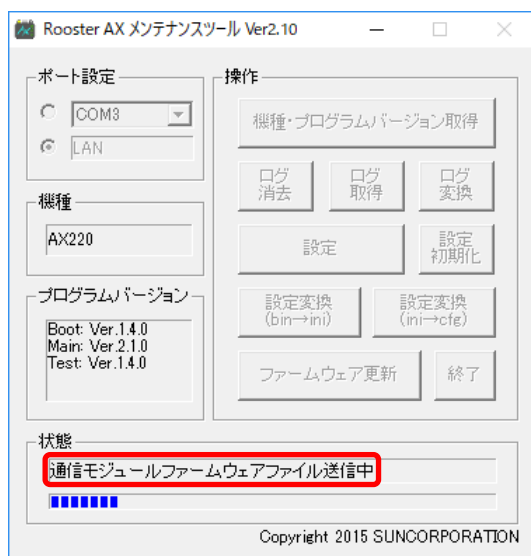 Rooster AX メンテナンスツール Ver2.10
ポート設定
COM3
LAN
機種
AX220
プログラムバージョン
Boot: Ver.1.4.0
Main: Ver.2.1.0
Test: Ver.1.4.0
操作
機種・プログラムバージョン取得
ログ
消去
ログ
取得
ログ
変換
設定
設定
初期化
設定変換
(bin→ini)
設定変換
(ini→cfg)
ファームウェア更新
終了
状態
通信モジュールファームウェアファイル送信中
Copyright 2015 SUNCORPORATION